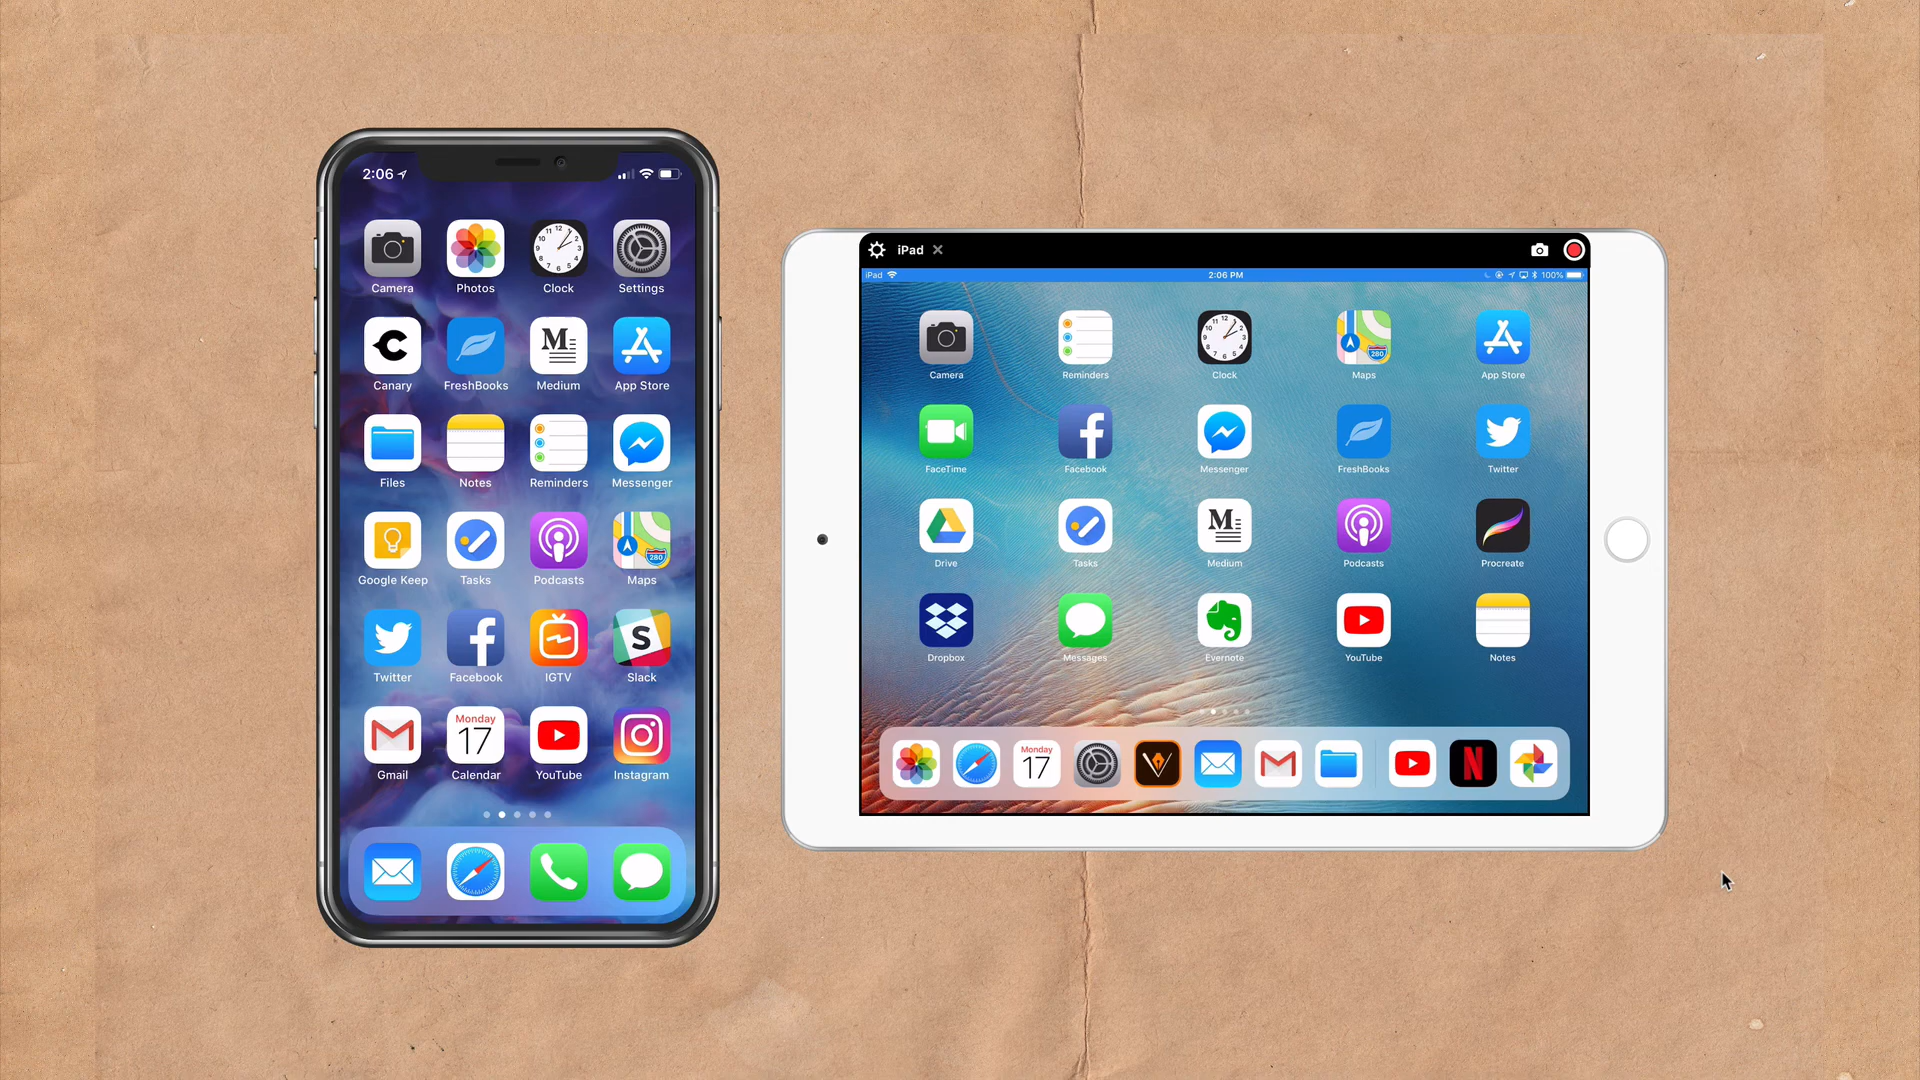 2:06
Camera Photos Clock Settings
Canary FreshBooks Medium App Store
Files Notes Reminders Messenger
280
Google Keep Tasks Podcasts Maps
Twitter Facebook IGTV Slack
Monday
17
Gmail Calendar YouTube Instagram
iPad
iPad 2:06 PM 100%
280
Camera Reminders Clock Maps App Store
FaceTime Facebook Messenger FreshBooks Twitter
Drive Tasks Medium Podcasts Procreate
Dropbox Messages Evernote YouTube Notes
Monday
17